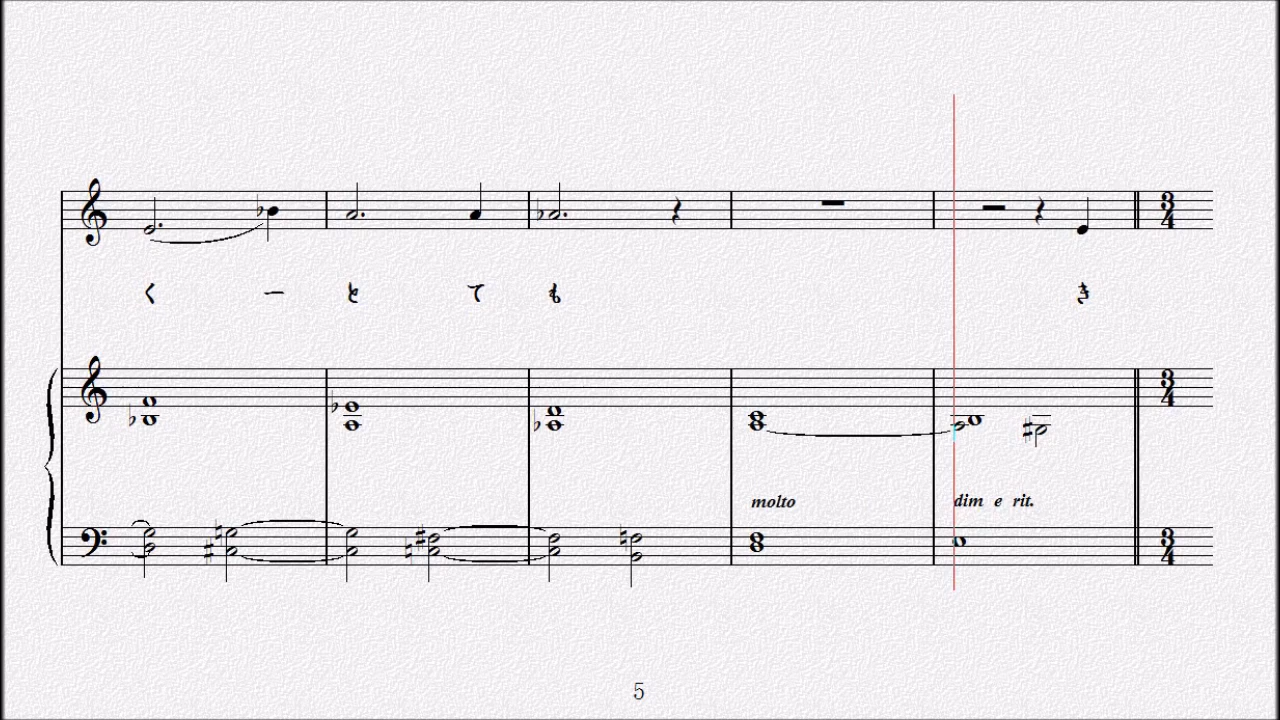 く ー と て も き
molto dim e rit.
5